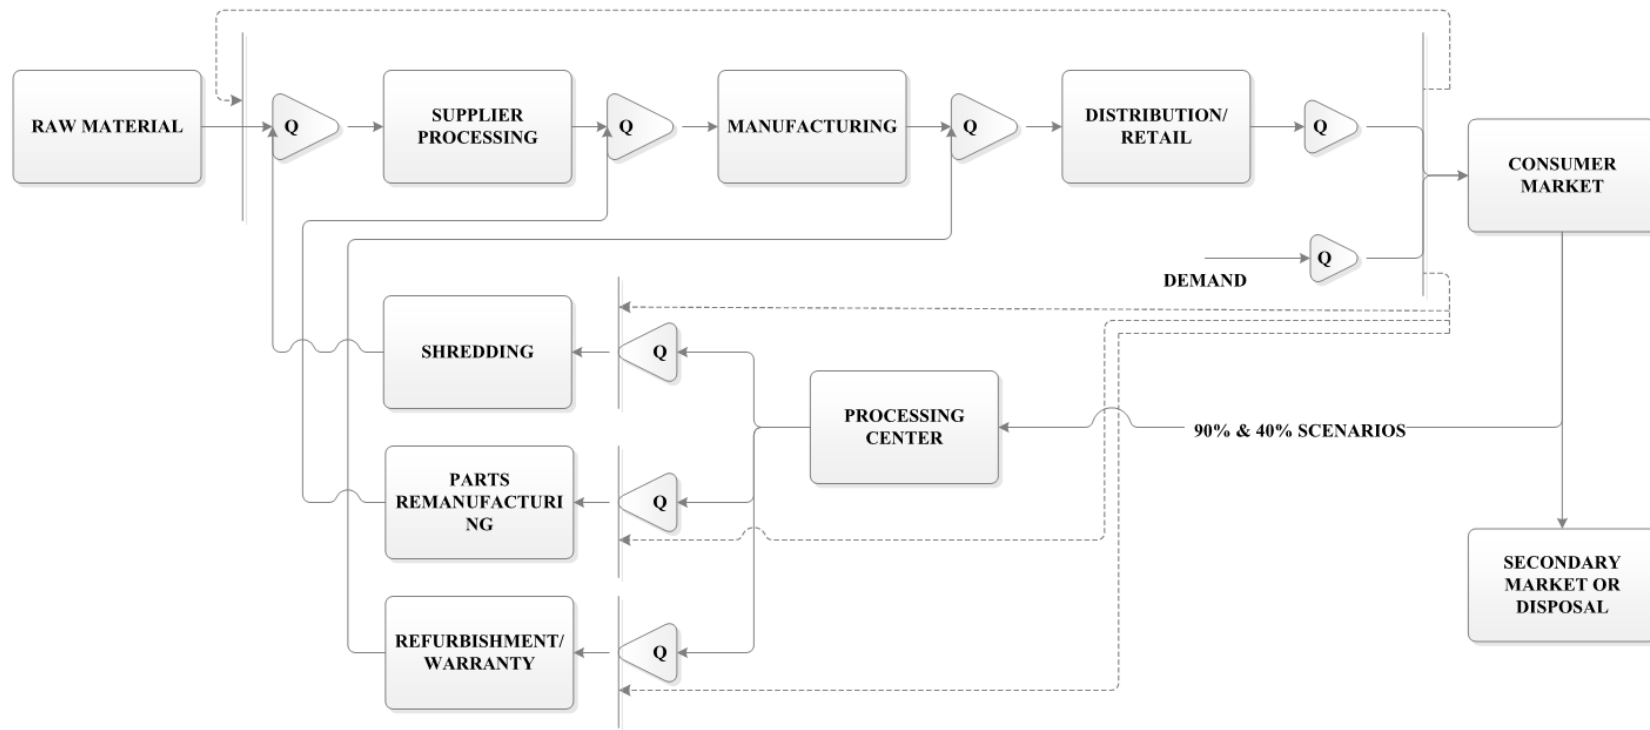 RAW MATERIAL
Q
SUPPLIER
PROCESSING
Q
MANUFACTURING
Q
DISTRIBUTION/
RETAIL
Q
CONSUMER
MARKET
Q
DEMAND
SHREDDING
Q
PROCESSING
CENTER
90% & 40% SCENARIOS
PARTS
REMANUFACTURI
NG
Q
SECONDARY
MARKET OR
DISPOSAL
REFURBISHMENT/
WARRANTY
Q